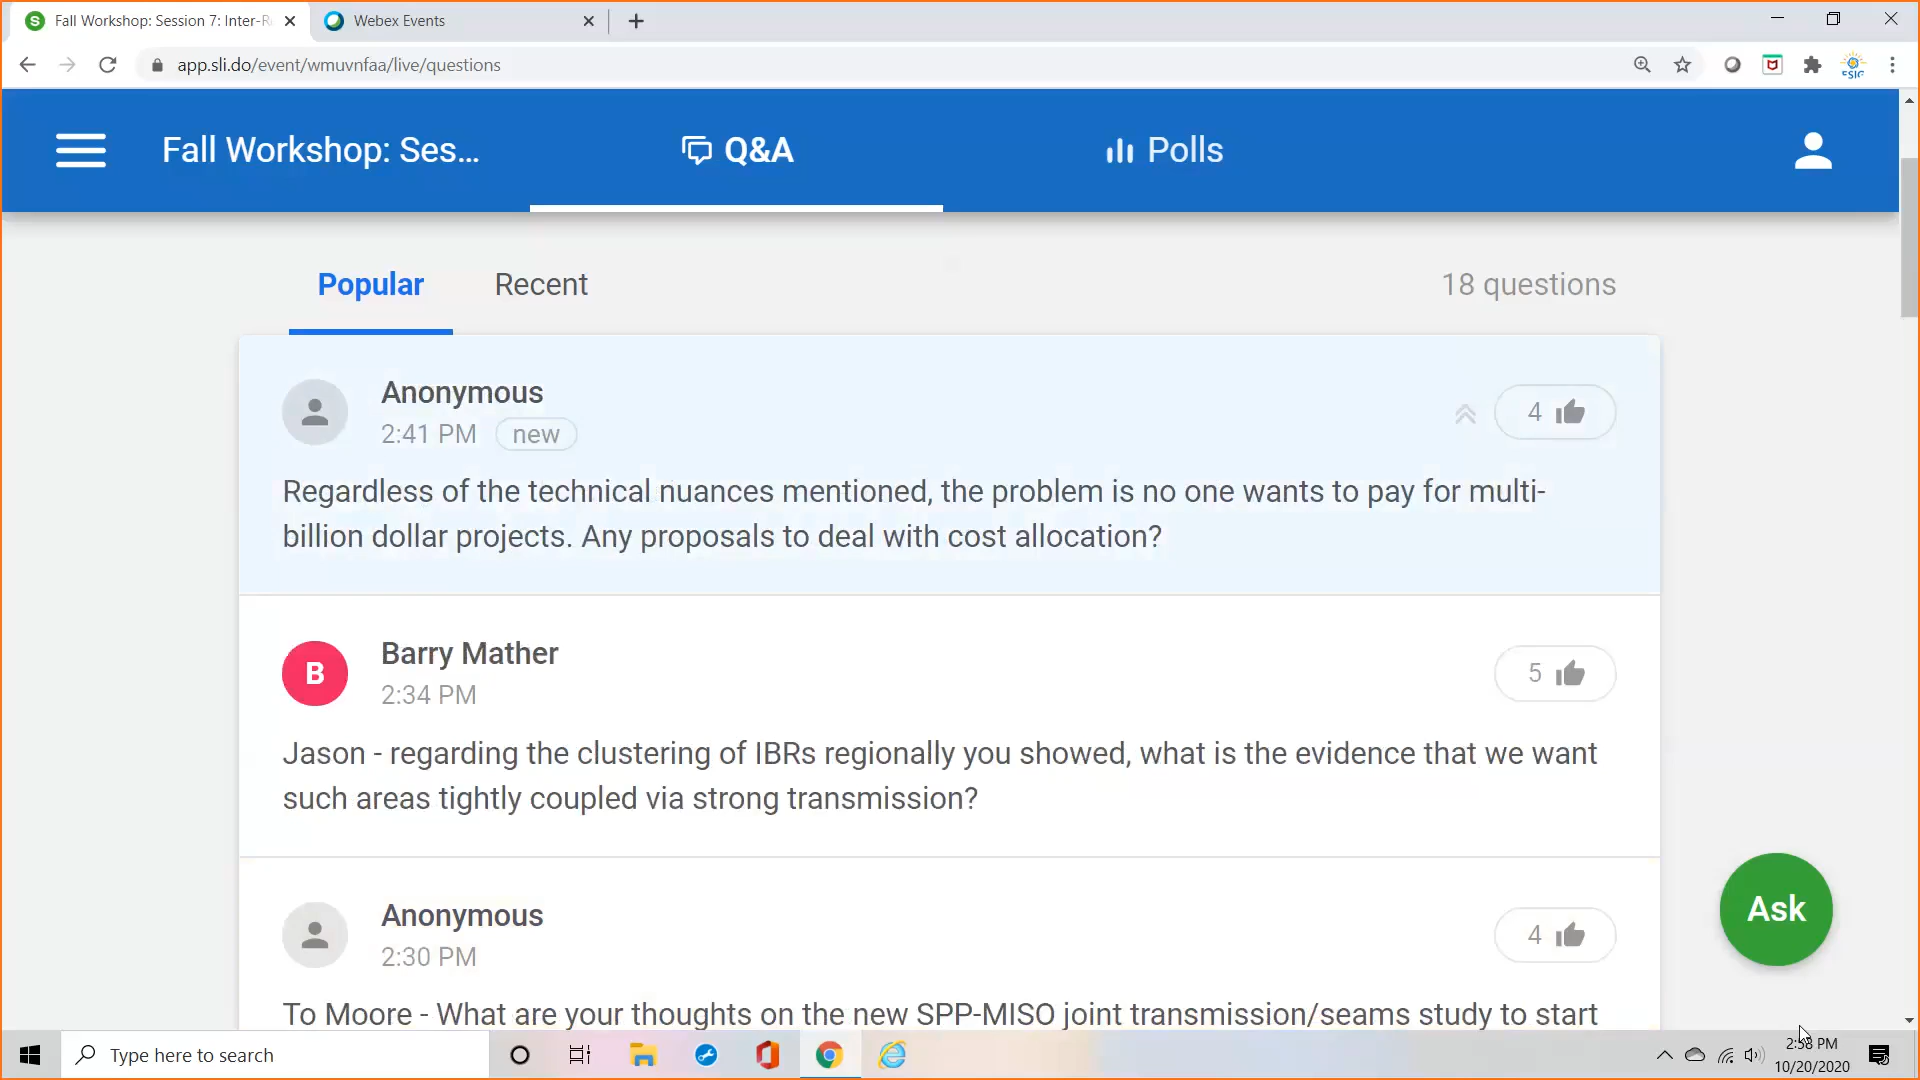 Fall Workshop: Session 7: Inter-R
Webex Events
app.sli.do/event/wmuvnfaa/live/questions
ESIG
Fall Workshop: Ses...
Q&A
Polls
Popular
Recent
18 questions
Anonymous
2:41 PM
new
4
Regardless of the technical nuances mentioned, the problem is no one wants to pay for multi-
billion dollar projects. Any proposals to deal with cost allocation?
B
Barry Mather
2:34 PM
5
Jason - regarding the clustering of IBRs regionally you showed, what is the evidence that we want
such areas tightly coupled via strong transmission?
Anonymous
2:30 PM
4
To Moore - What are your thoughts on the new SPP-MISO joint transmission/seams study to start
Ask
Type here to search
2:58 PM
10/20/2020